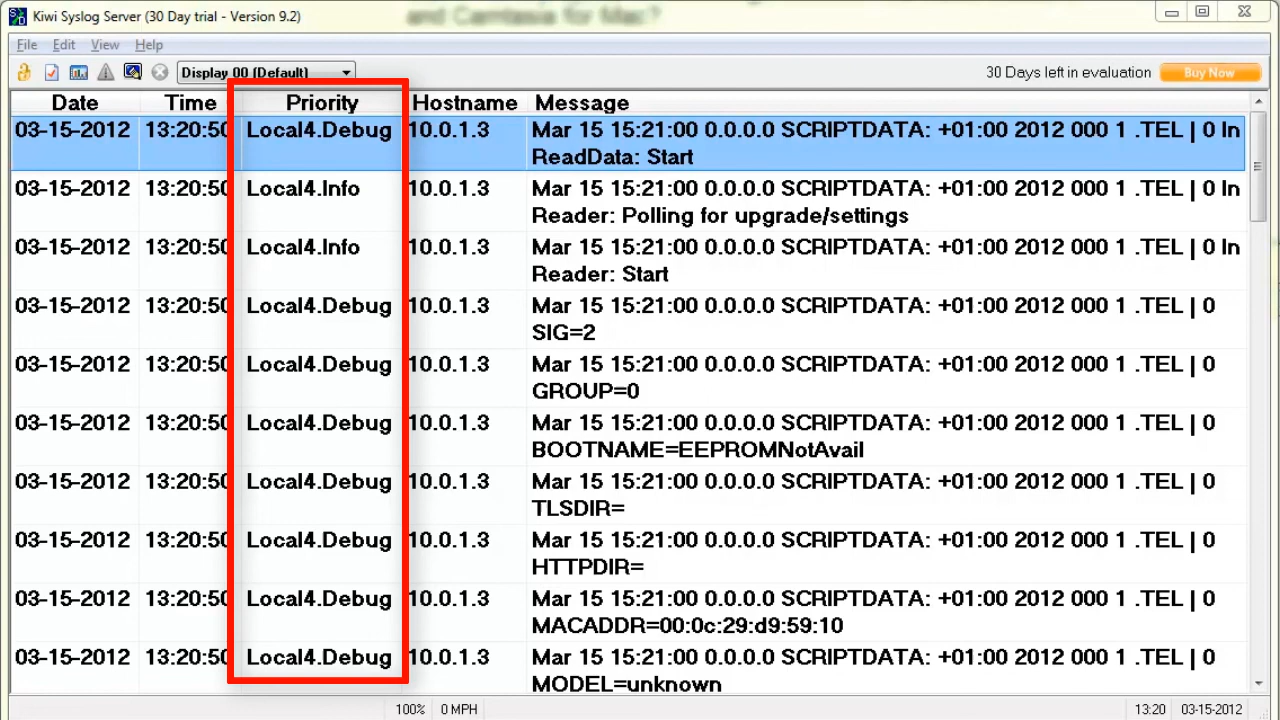 and Camtasia for Mac?
Kiwi Syslog Server (30 Day trial - Version 9.2)
File Edit View Help
Display 00 (Default)
30 Days left in evaluation Buy Now
Date Time Priority Hostname Message
03-15-2012 13:20:50 Local4.Debug 10.0.1.3 Mar 15 15:21:00 0.0.0.0 SCRIPTDATA: +01:00 2012 000 1 .TEL | 0 In
ReadData: Start
03-15-2012 13:20:50 Local4.Info 10.0.1.3 Mar 15 15:21:00 0.0.0.0 SCRIPTDATA: +01:00 2012 000 1 .TEL | 0 In
Reader: Polling for upgrade/settings
03-15-2012 13:20:50 Local4.Info 10.0.1.3 Mar 15 15:21:00 0.0.0.0 SCRIPTDATA: +01:00 2012 000 1 .TEL | 0 In
Reader: Start
03-15-2012 13:20:50 Local4.Debug 10.0.1.3 Mar 15 15:21:00 0.0.0.0 SCRIPTDATA: +01:00 2012 000 1 .TEL | 0
SIG=2
03-15-2012 13:20:50 Local4.Debug 10.0.1.3 Mar 15 15:21:00 0.0.0.0 SCRIPTDATA: +01:00 2012 000 1 .TEL | 0
GROUP=0
03-15-2012 13:20:50 Local4.Debug 10.0.1.3 Mar 15 15:21:00 0.0.0.0 SCRIPTDATA: +01:00 2012 000 1 .TEL | 0
BOOTNAME=EEPROMNotAvail
03-15-2012 13:20:50 Local4.Debug 10.0.1.3 Mar 15 15:21:00 0.0.0.0 SCRIPTDATA: +01:00 2012 000 1 .TEL | 0
TLSDIR=
03-15-2012 13:20:50 Local4.Debug 10.0.1.3 Mar 15 15:21:00 0.0.0.0 SCRIPTDATA: +01:00 2012 000 1 .TEL | 0
HTTPDIR=
03-15-2012 13:20:50 Local4.Debug 10.0.1.3 Mar 15 15:21:00 0.0.0.0 SCRIPTDATA: +01:00 2012 000 1 .TEL | 0
MACADDR=00:0c:29:d9:59:10
03-15-2012 13:20:50 Local4.Debug 10.0.1.3 Mar 15 15:21:00 0.0.0.0 SCRIPTDATA: +01:00 2012 000 1 .TEL | 0
MODEL=unknown
100% 0 MPH 13:20 03-15-2012